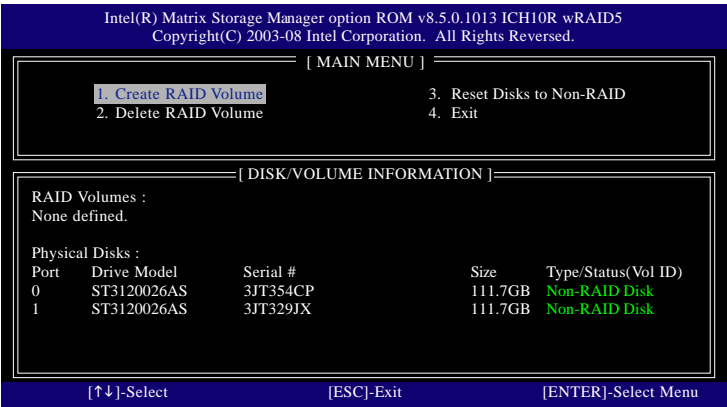 Intel(R) Matrix Storage Manager option ROM v8.5.0.1013 ICH10R wRAID5
Copyright(C) 2003-08 Intel Corporation.  All Rights Reversed.
[ MAIN MENU ]
1. Create RAID Volume 3. Reset Disks to Non-RAID
2. Delete RAID Volume 4. Exit
[ DISK/VOLUME INFORMATION ]
RAID Volumes :
None defined.
Physical Disks :
Port Drive Model Serial # Size Type/Status(Vol ID)
0 ST3120026AS 3JT354CP 111.7GB Non-RAID Disk
1 ST3120026AS 3JT329JX 111.7GB Non-RAID Disk
[↑↓]-Select [ESC]-Exit [ENTER]-Select Menu